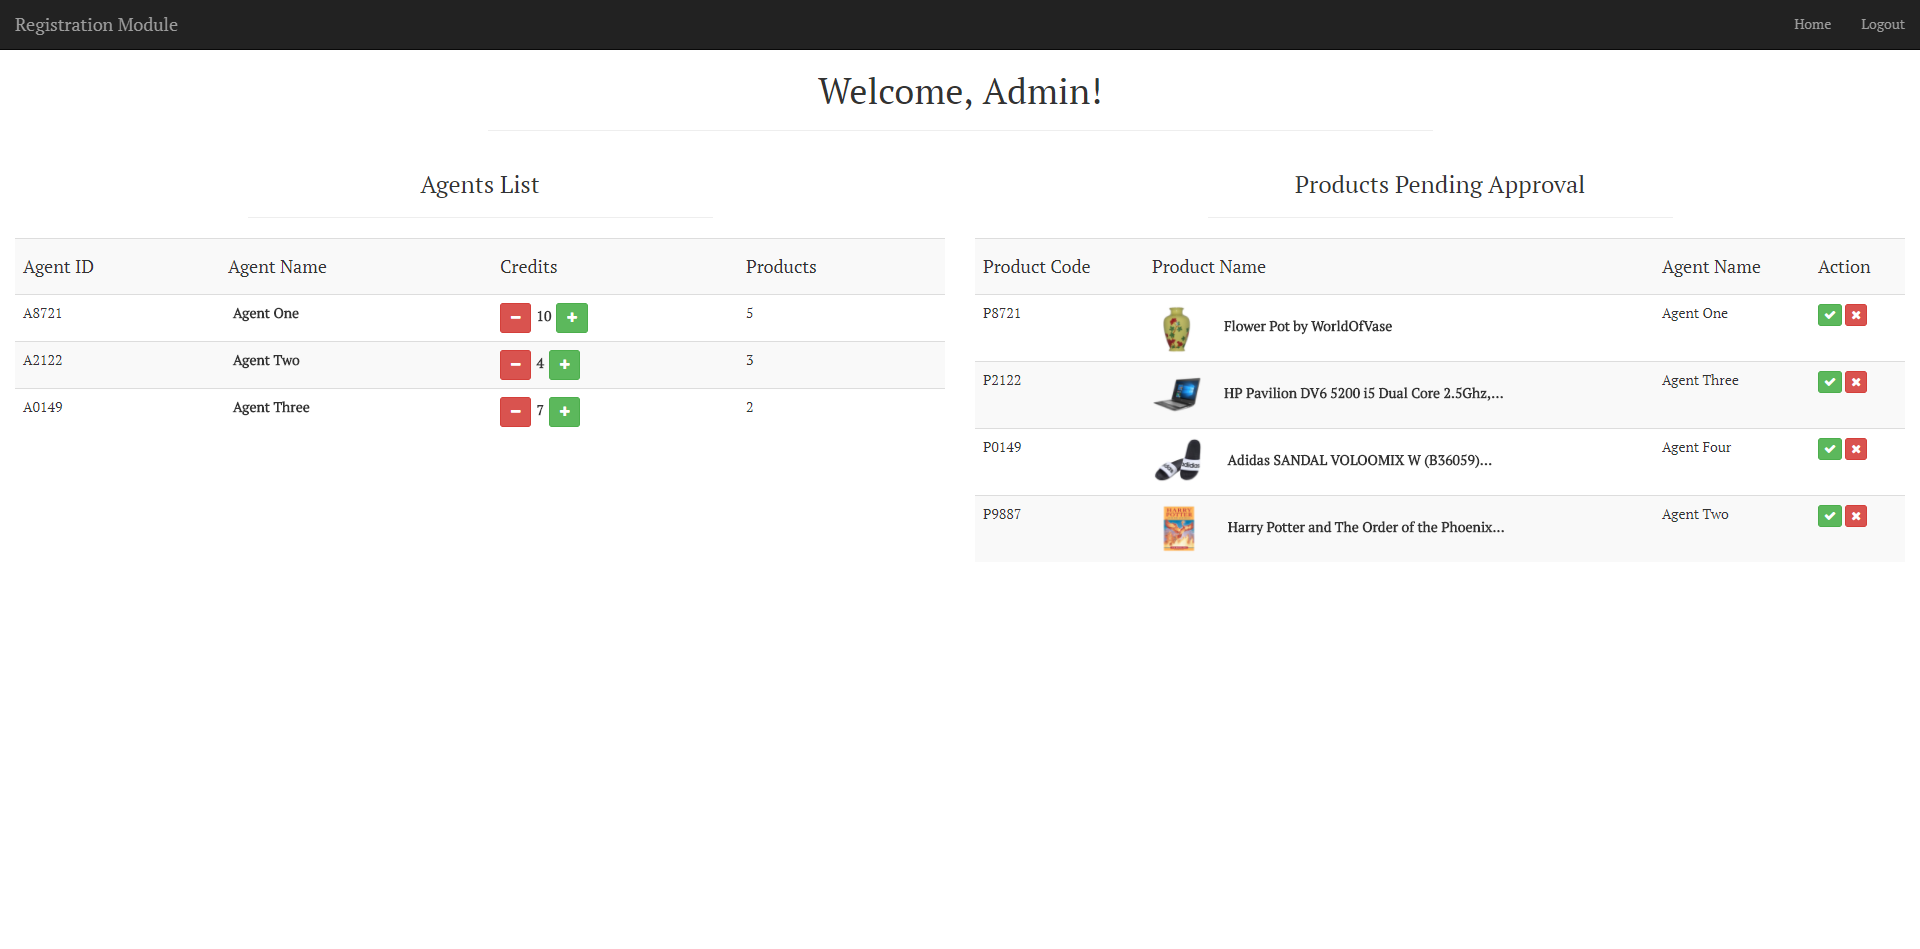 Registration Module Home Logout
Welcome, Admin!
Agents List
Agent ID Agent Name Credits Products
A8721 Agent One 10 5
A2122 Agent Two 4 3
A0149 Agent Three 7 2
Products Pending Approval
Product Code Product Name Agent Name Action
P8721 Flower Pot by WorldOfVase Agent One
P2122 HP Pavilion DV6 5200 i5 Dual Core 2.5Ghz,... Agent Three
P0149 adidas adidas Adidas SANDAL VOLOOMIX W (B36059)... Agent Four
P9887 HARRY POTTER Harry Potter and The Order of the Phoenix... Agent Two